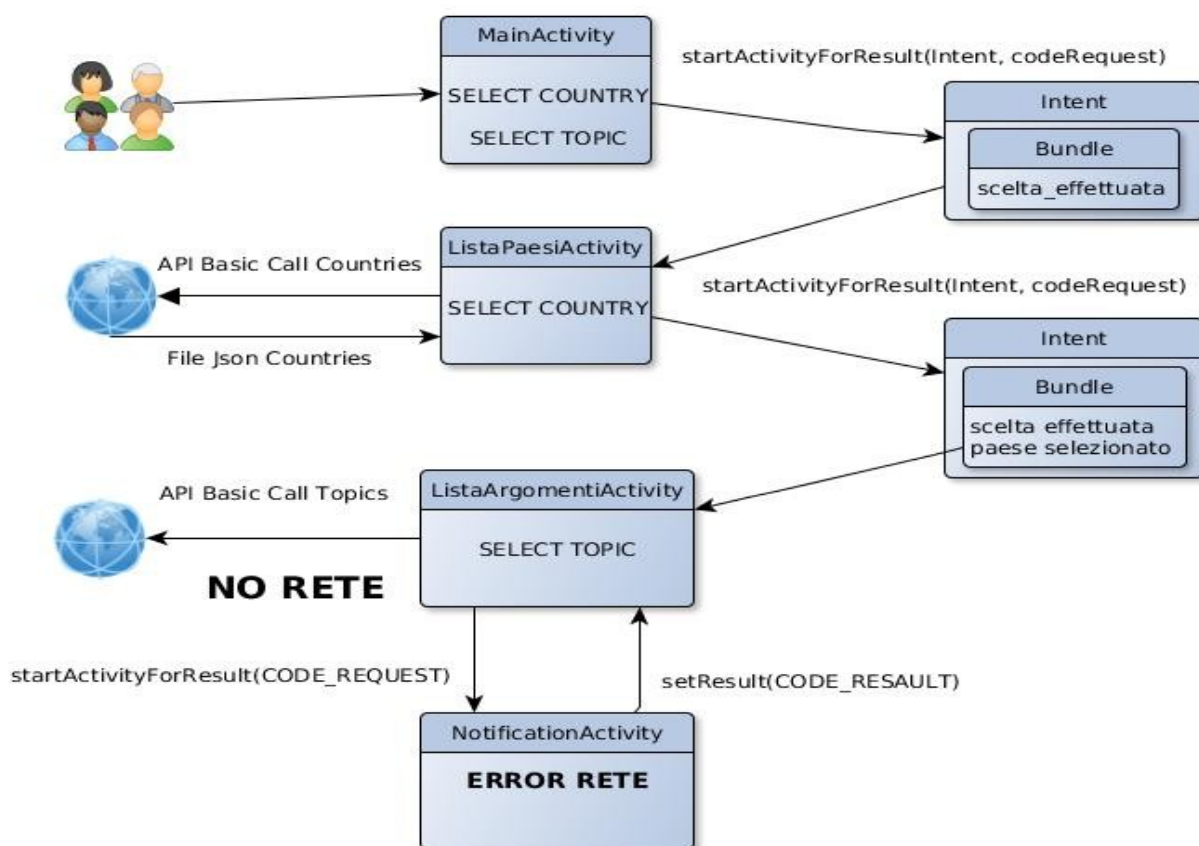 MainActivity
SELECT COUNTRY
SELECT TOPIC
startActivityForResult(Intent, codeRequest)
Intent
Bundle
scelta_effettuata
ListaPaesiActivity
SELECT COUNTRY
API Basic Call Countries
File Json Countries
startActivityForResult(Intent, codeRequest)
Intent
Bundle
scelta effettuata
paese selezionato
ListaArgomentiActivity
SELECT TOPIC
API Basic Call Topics
NO RETE
startActivityForResult(CODE_REQUEST)
setResult(CODE_RESAULT)
NotificationActivity
ERROR RETE